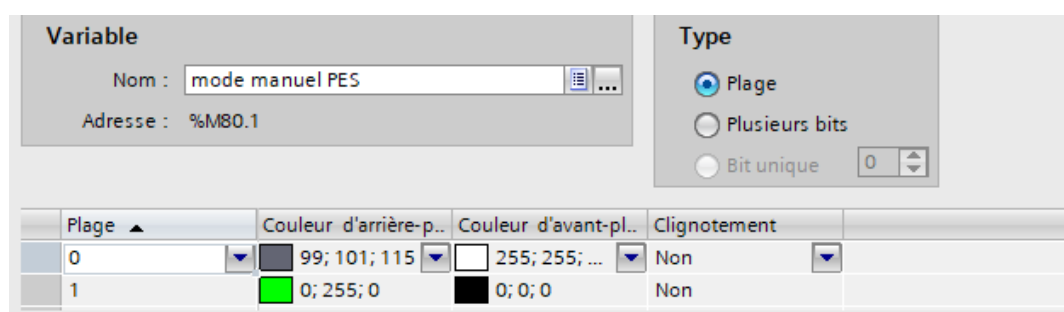 Variable
Type
Nom : mode manuel PES ...
Plage
Adresse : %M80.1
Plusieurs bits
Bit unique 0
Plage Couleur d'arrière-p.. Couleur d'avant-pl.. Clignotement
0 99; 101; 115 255; 255; ... Non
1 0; 255; 0 0; 0; 0 Non